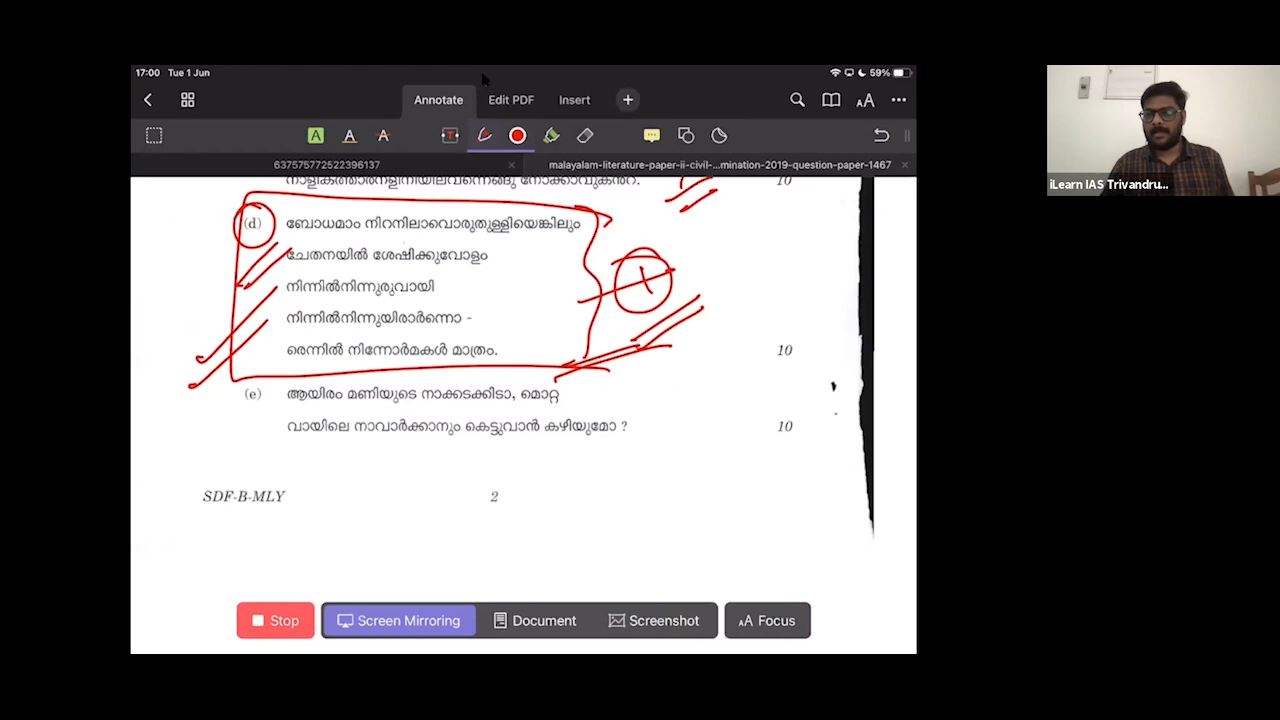 17:00 Tue 1 Jun
59%
Annotate
Edit PDF
Insert
637575772522396137
malayalam-literature-paper-ii-civil-...mination-2019-question-paper-1467
10
(d) ബോധമാം നിറനിലാവൊരുതുള്ളിയെങ്കിലും
ചേതനയിൽ ശേഷിക്കുവോളം
നിന്നിൽനിന്നുരുവായി
നിന്നിൽനിന്നുയിരാർന്നൊ -
രെന്നിൽ നിന്നോർമകൾ മാത്രം. 10
(e) ആയിരം മണിയുടെ നാക്കടക്കിടാം, മൊറ്റ
വായിലെ നാവാർക്കാനും കെട്ടുവാൻ കഴിയുമോ ? 10
SDF-B-MLY 2
Stop
Screen Mirroring
Document
Screenshot
AA Focus
iLearn IAS Trivandru...